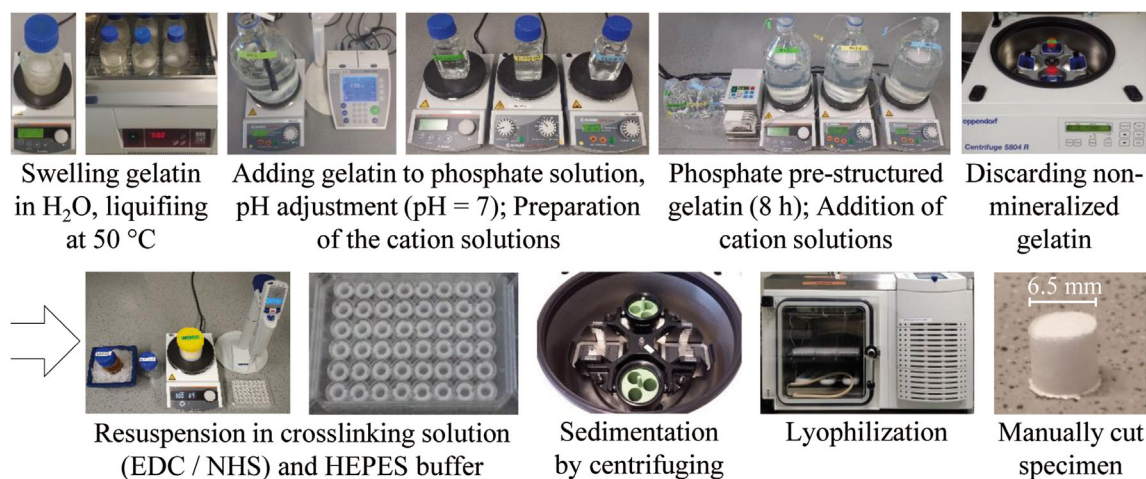 eppendorf
Centrifuge 5804 R
Swelling gelatin
in H₂O, liquifiing
at 50 °C
Adding gelatin to phosphate solution,
pH adjustment (pH = 7); Preparation
of the cation solutions
Phosphate pre-structured
gelatin (8 h); Addition of
cation solutions
Discarding non-
mineralized
gelatin
6.5 mm
Resuspension in crosslinking solution
(EDC / NHS) and HEPES buffer
Sedimentation
by centrifuging
Lyophilization
Manually cut
specimen